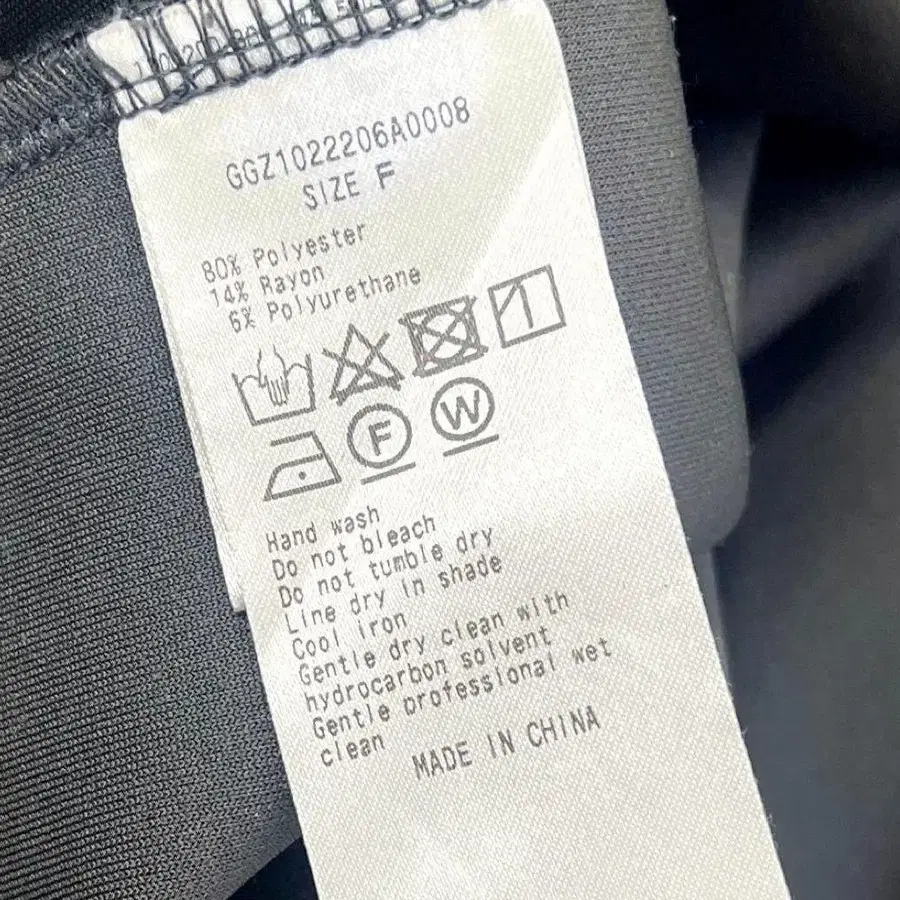 GGZ1022206A0008
SIZE F
80% Polyester
14% Rayon
6% Polyurethane
F W
Hand wash
Do not bleach
Do not tumble dry
Line dry in shade
Cool iron
Gentle dry clean with
hydrocarbon solvent
Gentle professional wet
clean
MADE IN CHINA